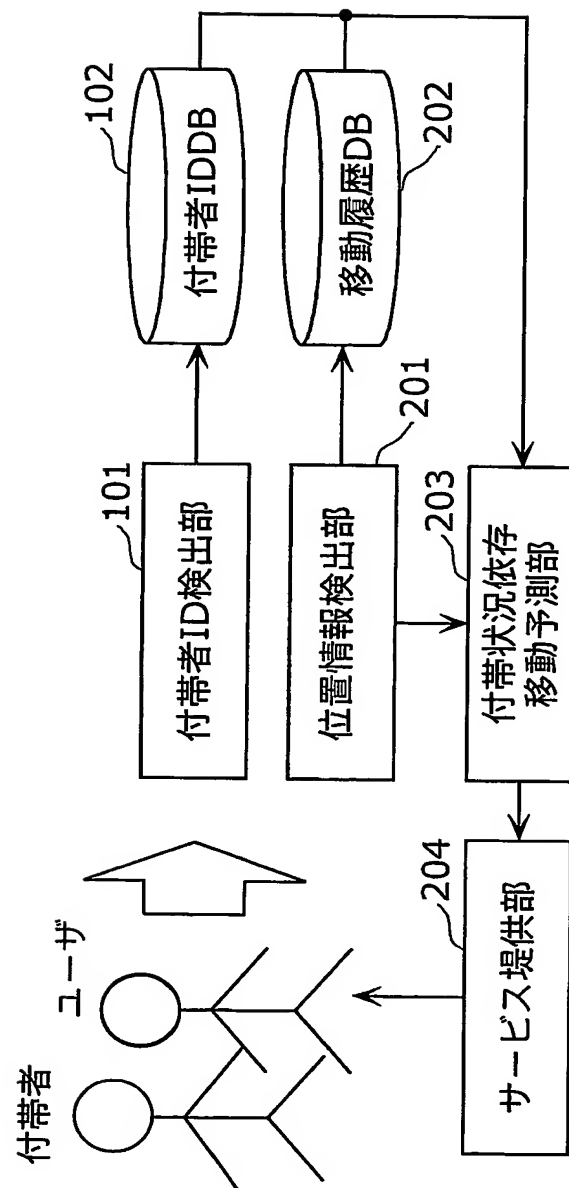 付帯者
ユーザ
101
付帯者ID検出部
102
付帯者IDDB
位置情報検出部
201
移動履歴DB
202
204
サービス堤供部
203
付帯状況依存
移動予測部